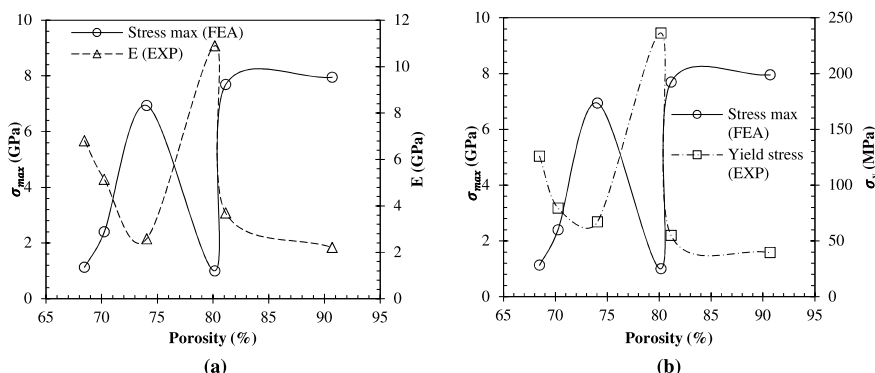 10
8
6
4
2
0
σmax (GPa)
12
10
8
6
4
2
0
E (GPa)
Stress max (FEA)
E (EXP)
65 70 75 80 85 90 95
Porosity (%)
(a)
10
8
6
4
2
0
σmax (GPa)
250
200
150
100
50
0
(MPa)
Stress max
(FEA)
Yield stress
(EXP)
65 70 75 80 85 90 95
Porosity (%)
(b)